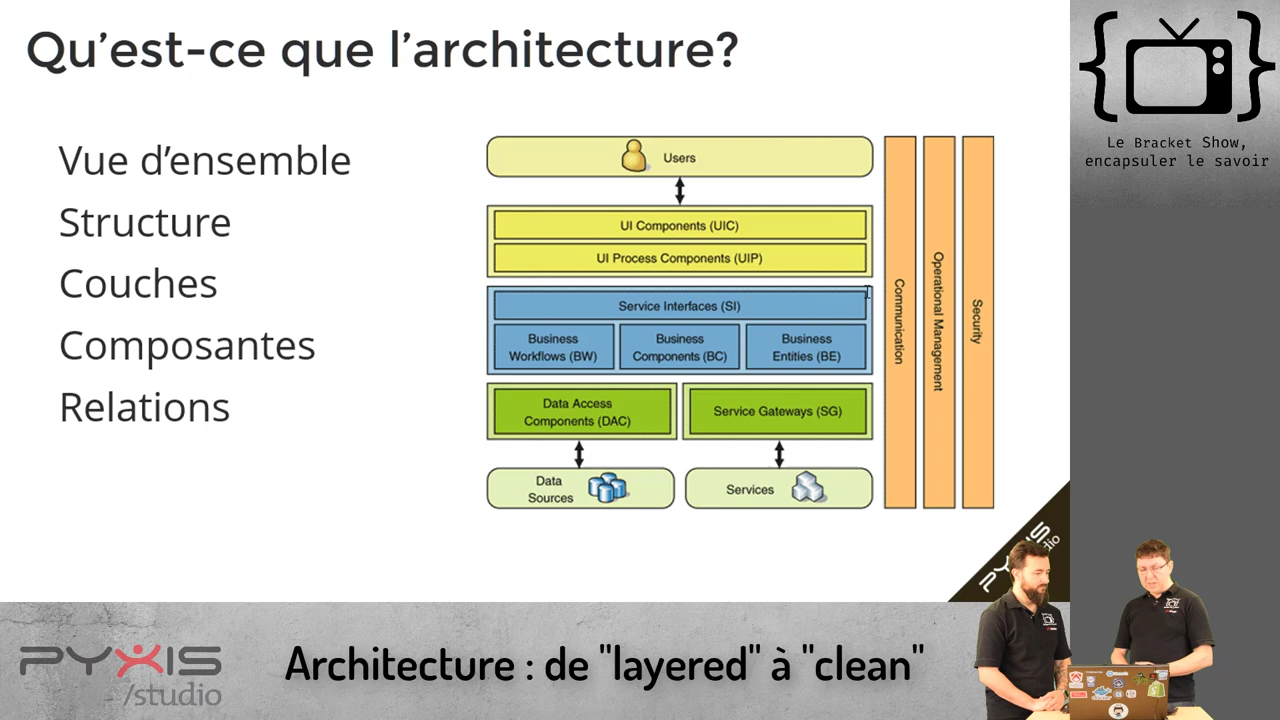 Qu’est-ce que l’architecture?
Vue d’ensemble
Structure
Couches
Composantes
Relations
Users
UI Components (UIC)
UI Process Components (UIP)
Service Interfaces (SI)
Business
Workflows (BW)
Business
Components (BC)
Business
Entities (BE)
Data Access
Components (DAC)
Service Gateways (SG)
Data
Sources
Services
Communication
Operational Management
Security
Le Bracket Show,
encapsuler le savoir
PYXIS
/studio
Architecture : de "layered" à "clean"